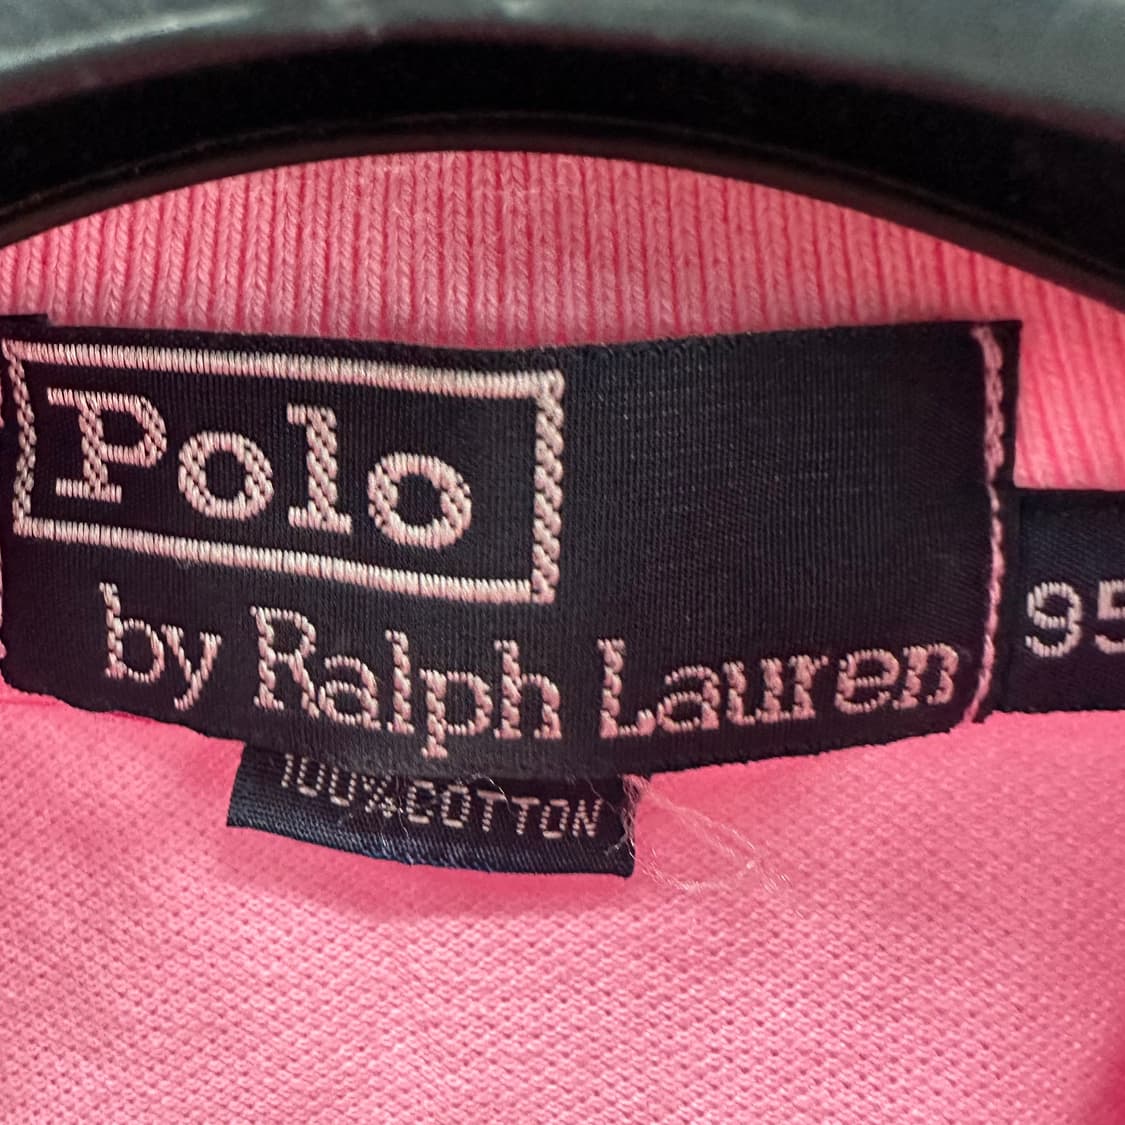 Polo
by Ralph Lauren
95
100% COTTON